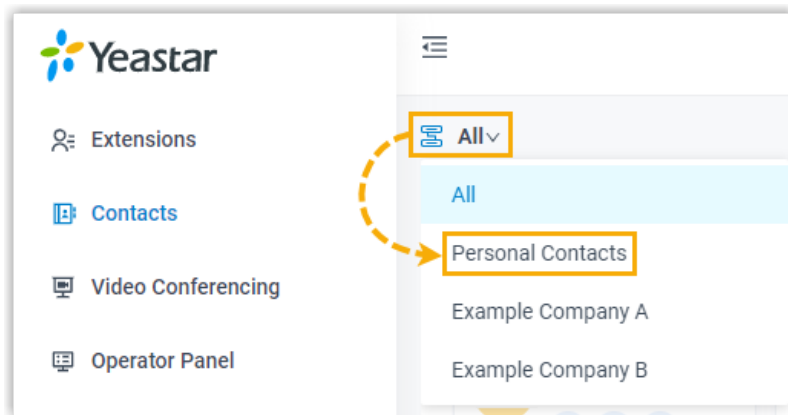 Yeastar
Extensions
Contacts
Video Conferencing
Operator Panel
All
All
Personal Contacts
Example Company A
Example Company B